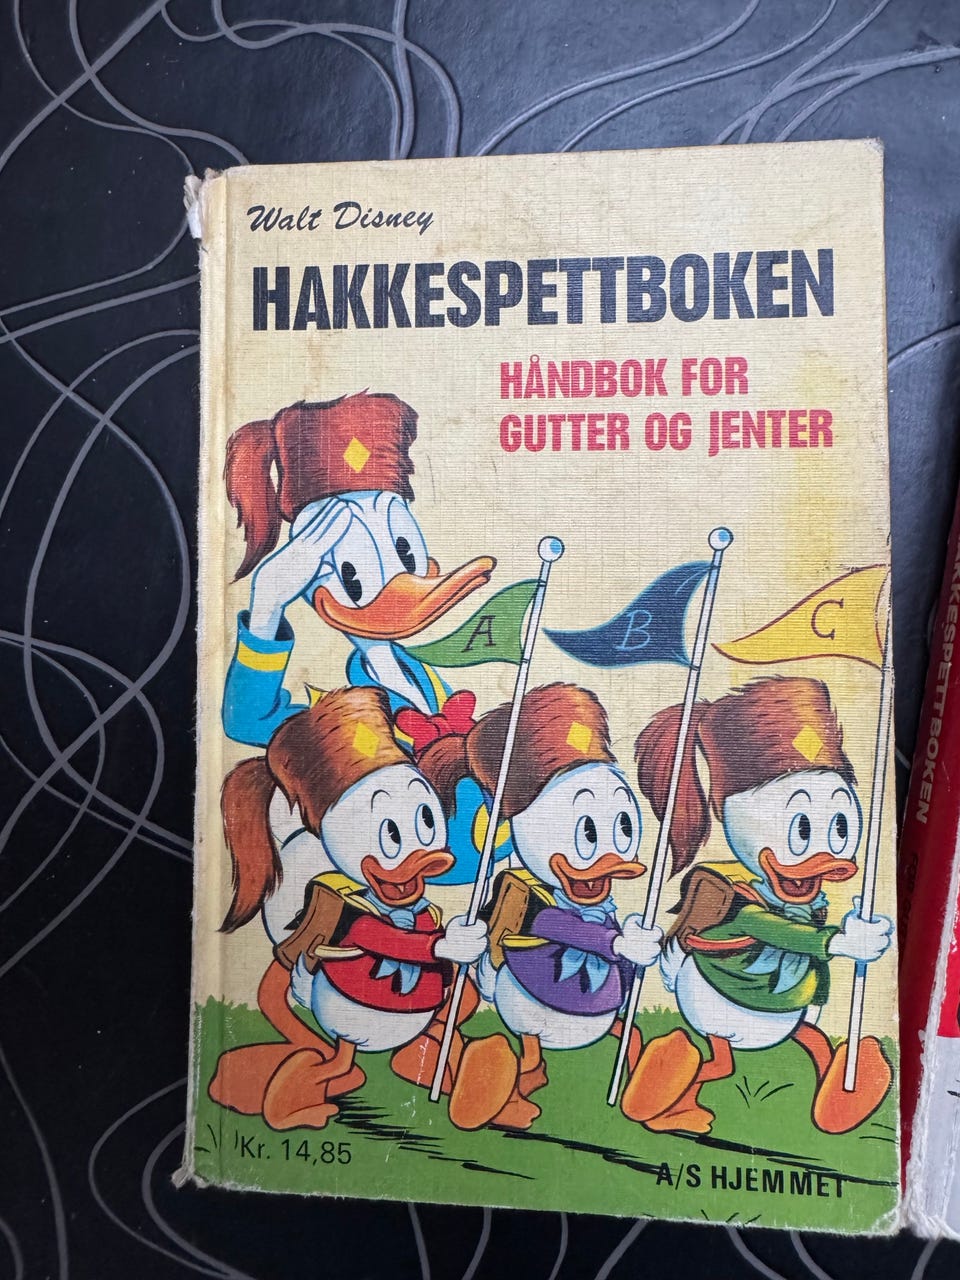 Walt Disney
HAKKESPETTBOKEN
HÅNDBOK FOR
GUTTER OG JENTER
A
B
C
Kr. 14,85
A/S HJEMMET
HAKKESPETTBOKEN